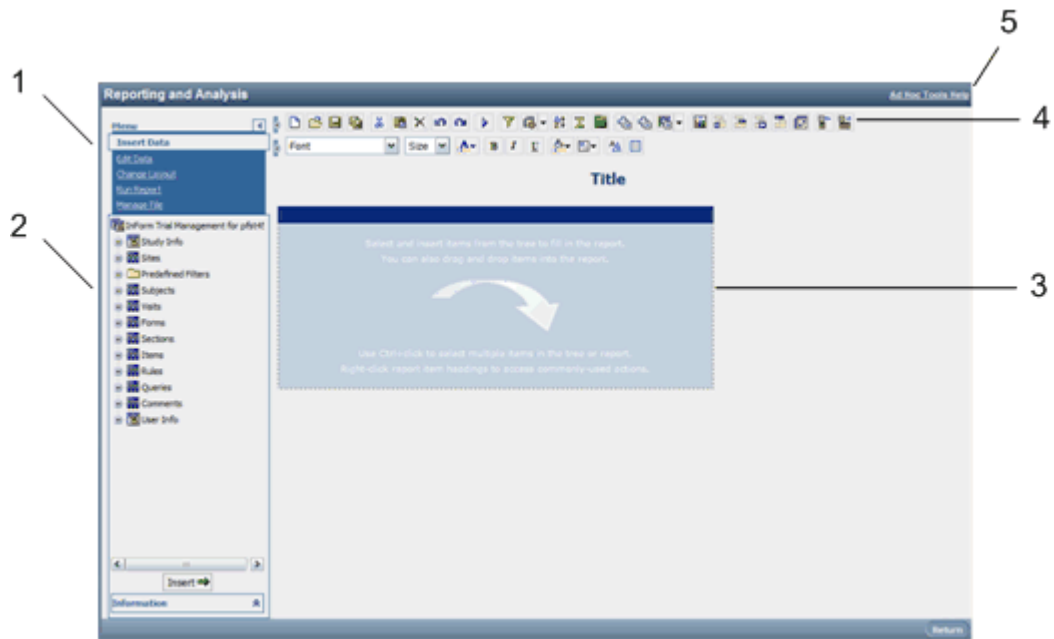 5
1
Reporting and Analysis
Ad Hoc Tools Help
Menu
4
Insert Data
Font
Size
A
B I U
Edit Data
Change Layout
Run Report
Title
Manage File
2
InForm Trial Management for pfst45
Study Info
Select and insert items from the tree to fill in the report.
Sites
You can also drag and drop items into the report.
Predefined Filters
Subjects
3
Visits
Forms
Sections
Use Ctrl+click to select multiple items in the tree or report.
Items
Right-click report item headings to access commonly-used actions.
Rules
Queries
Comments
User Info
Insert
Information
Return